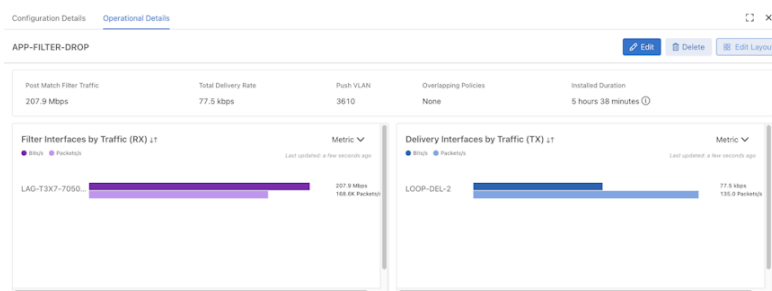 Configuration Details Operational Details
APP-FILTER-DROP
Edit Delete Edit Layou
Post Match Filter Traffic Total Delivery Rate Push VLAN Overlapping Policies Installed Duration
207.9 Mbps 77.5 kbps 3610 None 5 hours 38 minutes
Filter Interfaces by Traffic (RX) Metric
Bits/s Packets/s
Last updated: a few seconds ago
LAG-T3X7-7050...
207.9 Mbps
168.6K Packets/s
Delivery Interfaces by Traffic (TX) Metric
Bits/s Packets/s
Last updated: a few seconds ago
LOOP-DEL-2
77.5 kbps
135.0 Packets/s